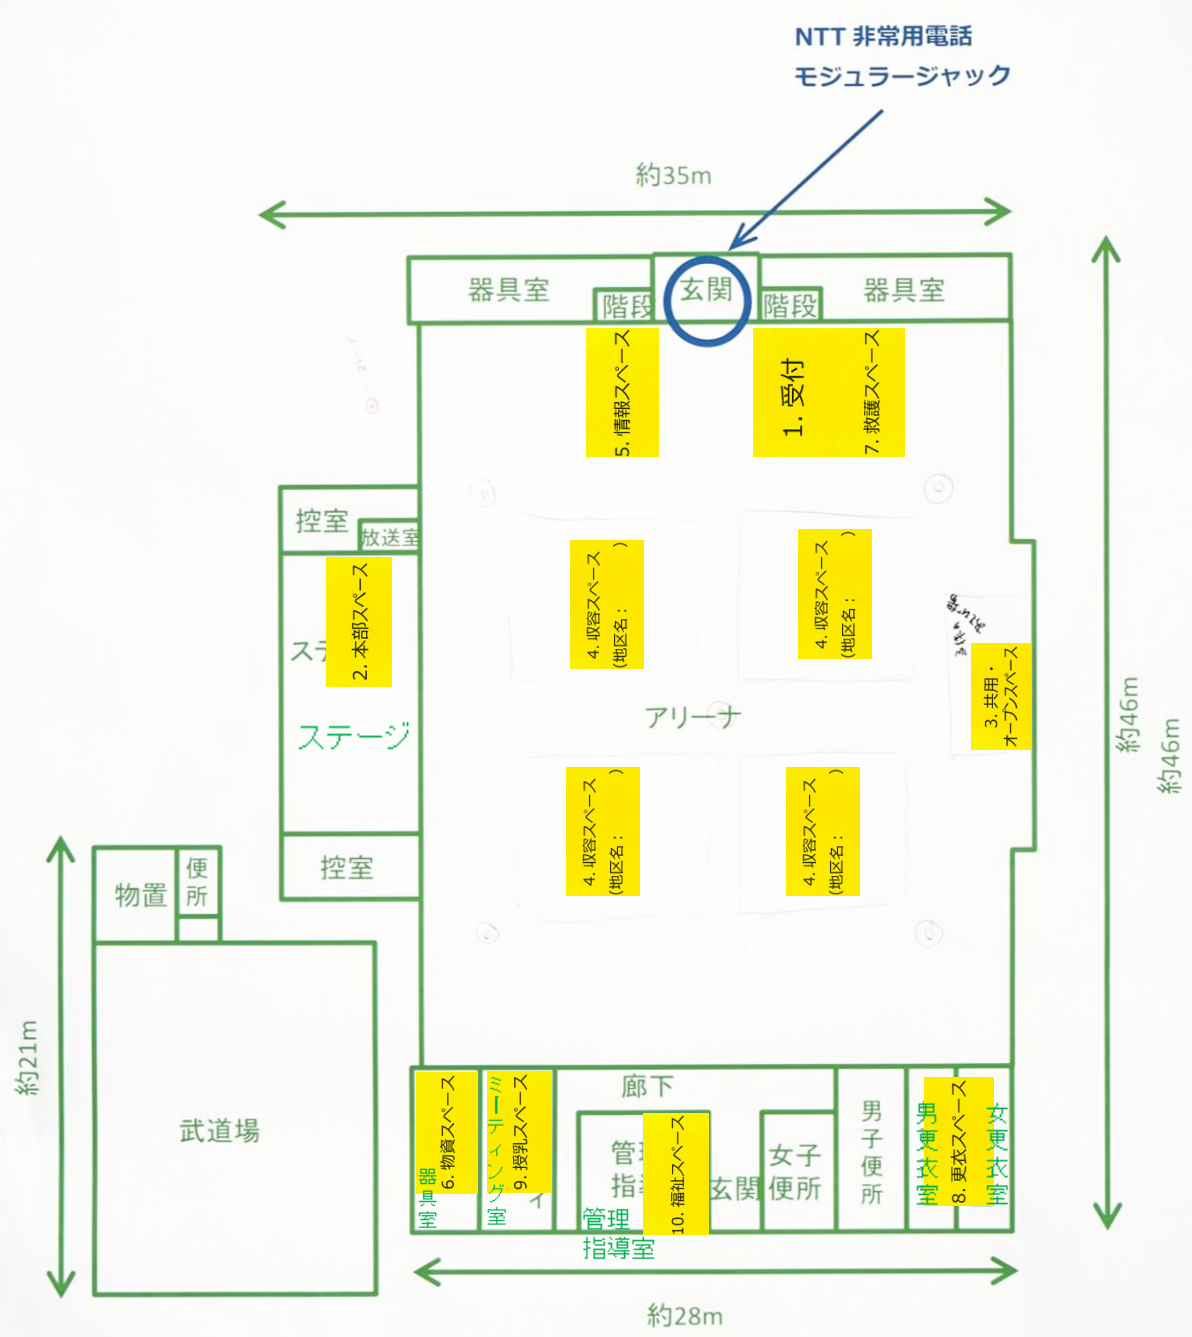 NTT 非常用電話
モジュラージャック
約35m
器具室
階段
玄関
階段
器具室
5. 情報スペース
1. 受付
7. 救護スペース
控室
放送室
2. 本部スペース
ステ
ステージ
4. 収容スペース
(地区名： )
4. 収容スペース
(地区名： )
アリーナ
3. 共用・
オープンスペース
約46m
約46m
4. 収容スペース
(地区名： )
4. 収容スペース
(地区名： )
控室
物置
便所
約21m
武道場
6. 物資スペース
器具室
ミーティング室
9. 授乳スペース
廊下
管理
指導室
10. 福祉スペース
玄関
女子
便所
男子便所
男更衣室
8. 更衣スペース
女更衣室
約28m